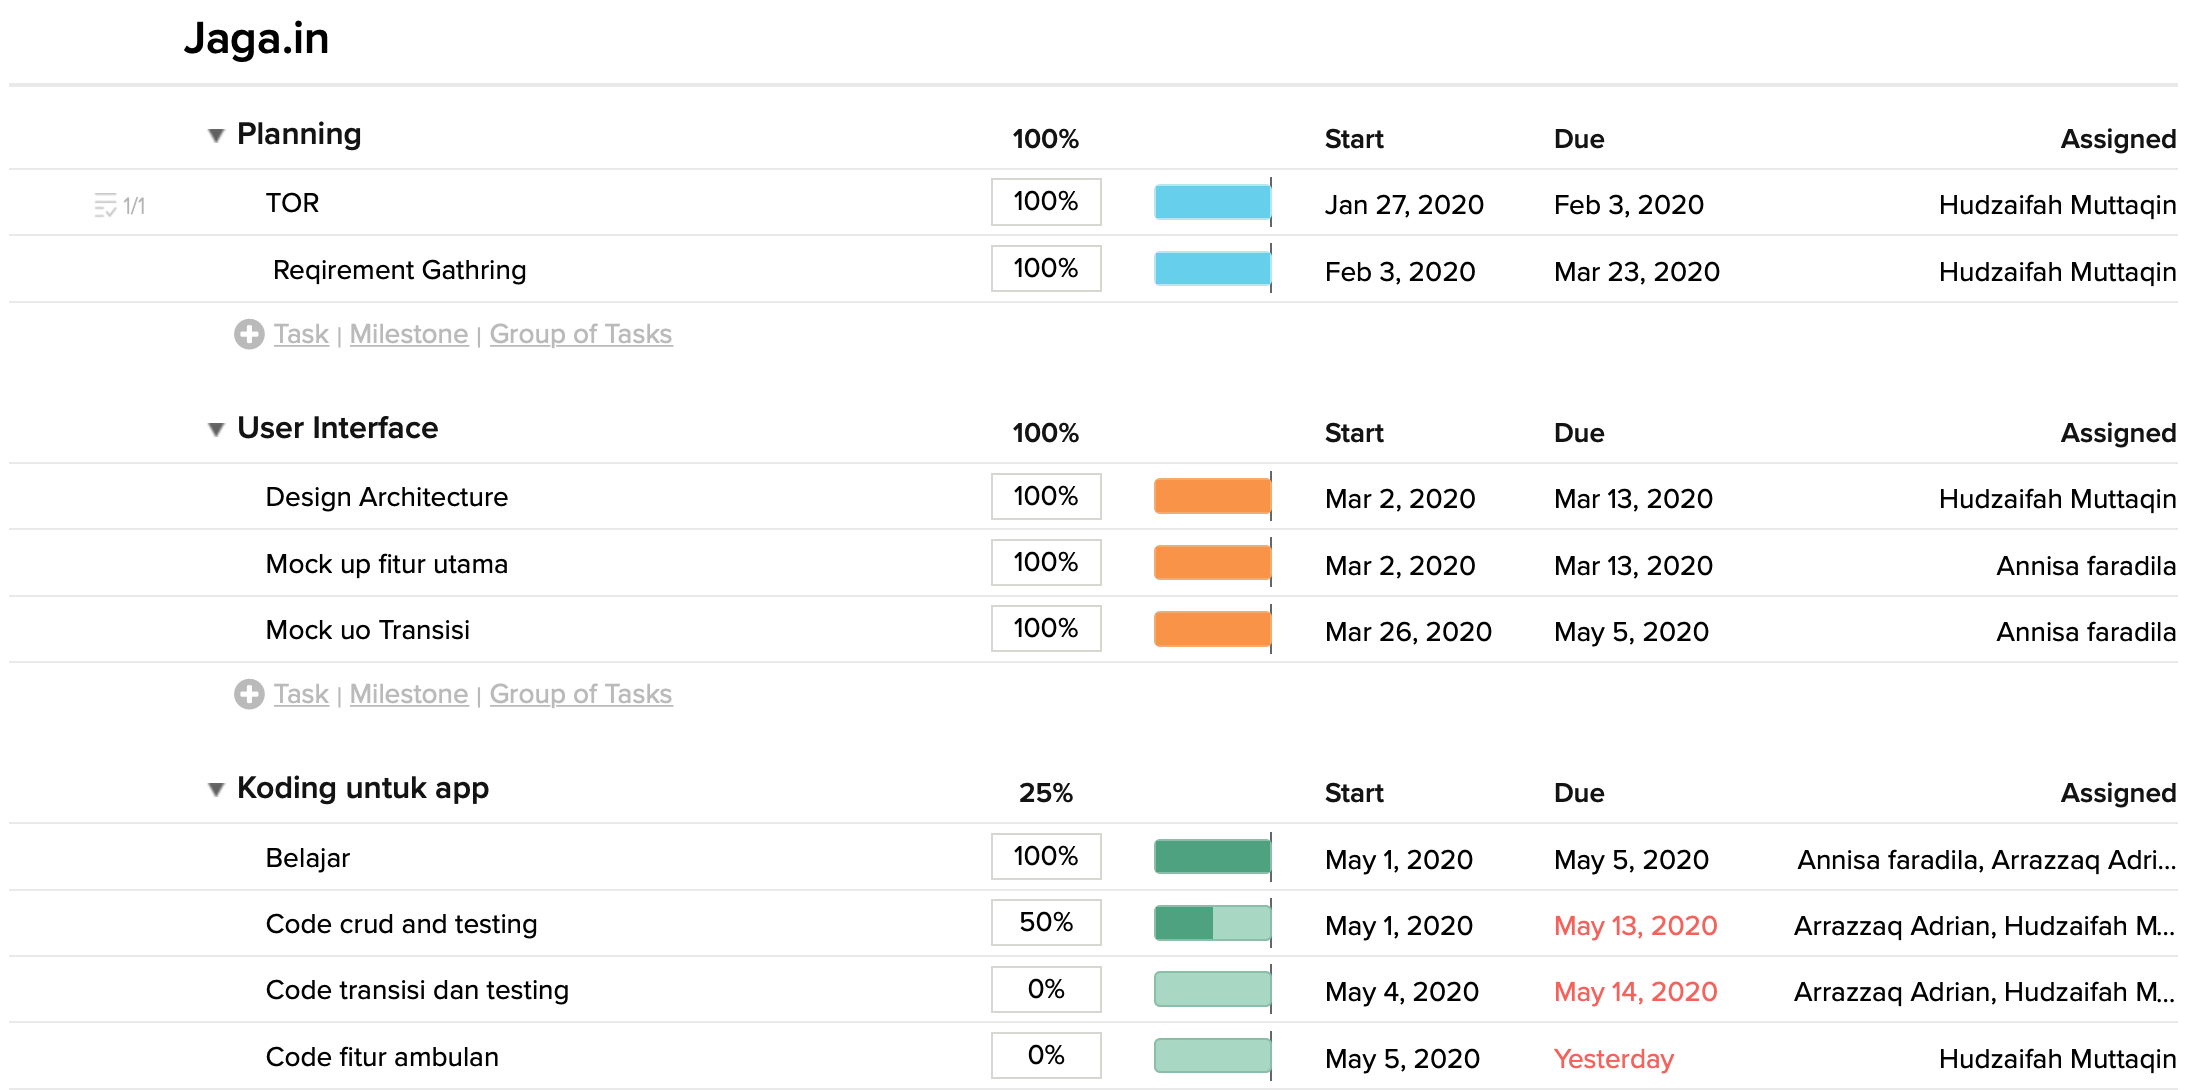 Jaga.in
Planning 100% Start Due Assigned
1/1 TOR 100% Jan 27, 2020 Feb 3, 2020 Hudzaifah Muttaqin
Reqirement Gathring 100% Feb 3, 2020 Mar 23, 2020 Hudzaifah Muttaqin
Task | Milestone | Group of Tasks
User Interface 100% Start Due Assigned
Design Architecture 100% Mar 2, 2020 Mar 13, 2020 Hudzaifah Muttaqin
Mock up fitur utama 100% Mar 2, 2020 Mar 13, 2020 Annisa faradila
Mock uo Transisi 100% Mar 26, 2020 May 5, 2020 Annisa faradila
Task | Milestone | Group of Tasks
Koding untuk app 25% Start Due Assigned
Belajar 100% May 1, 2020 May 5, 2020 Annisa faradila, Arrazzaq Adri...
Code crud and testing 50% May 1, 2020 May 13, 2020 Arrazzaq Adrian, Hudzaifah M...
Code transisi dan testing 0% May 4, 2020 May 14, 2020 Arrazzaq Adrian, Hudzaifah M...
Code fitur ambulan 0% May 5, 2020 Yesterday Hudzaifah Muttaqin